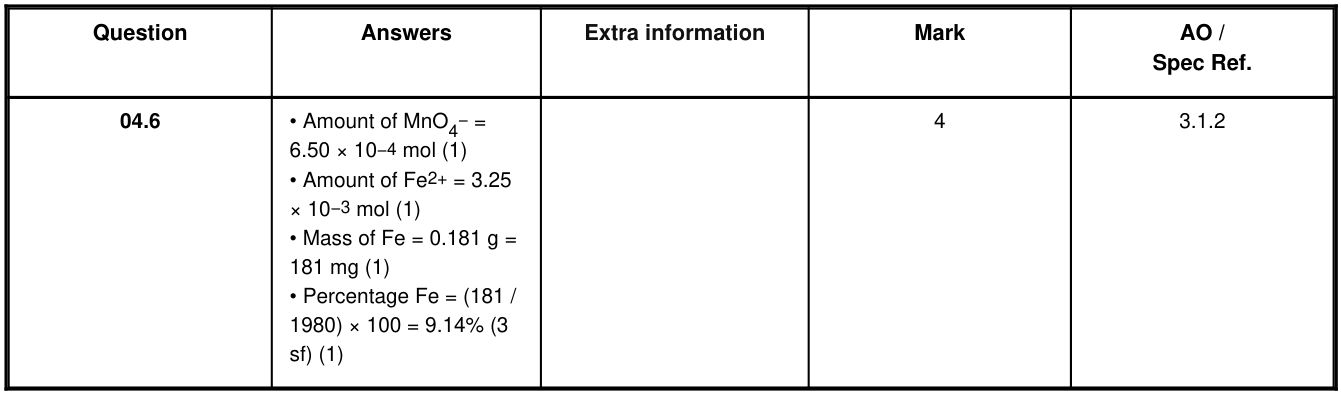 Question Answers Extra information Mark AO /
Spec Ref.
04.6 • Amount of MnO₄⁻ = 4 3.1.2
6.50 × 10⁻⁴ mol (1)
• Amount of Fe²⁺ = 3.25
× 10⁻³ mol (1)
• Mass of Fe = 0.181 g =
181 mg (1)
• Percentage Fe = (181 /
1980) × 100 = 9.14% (3
sf) (1)